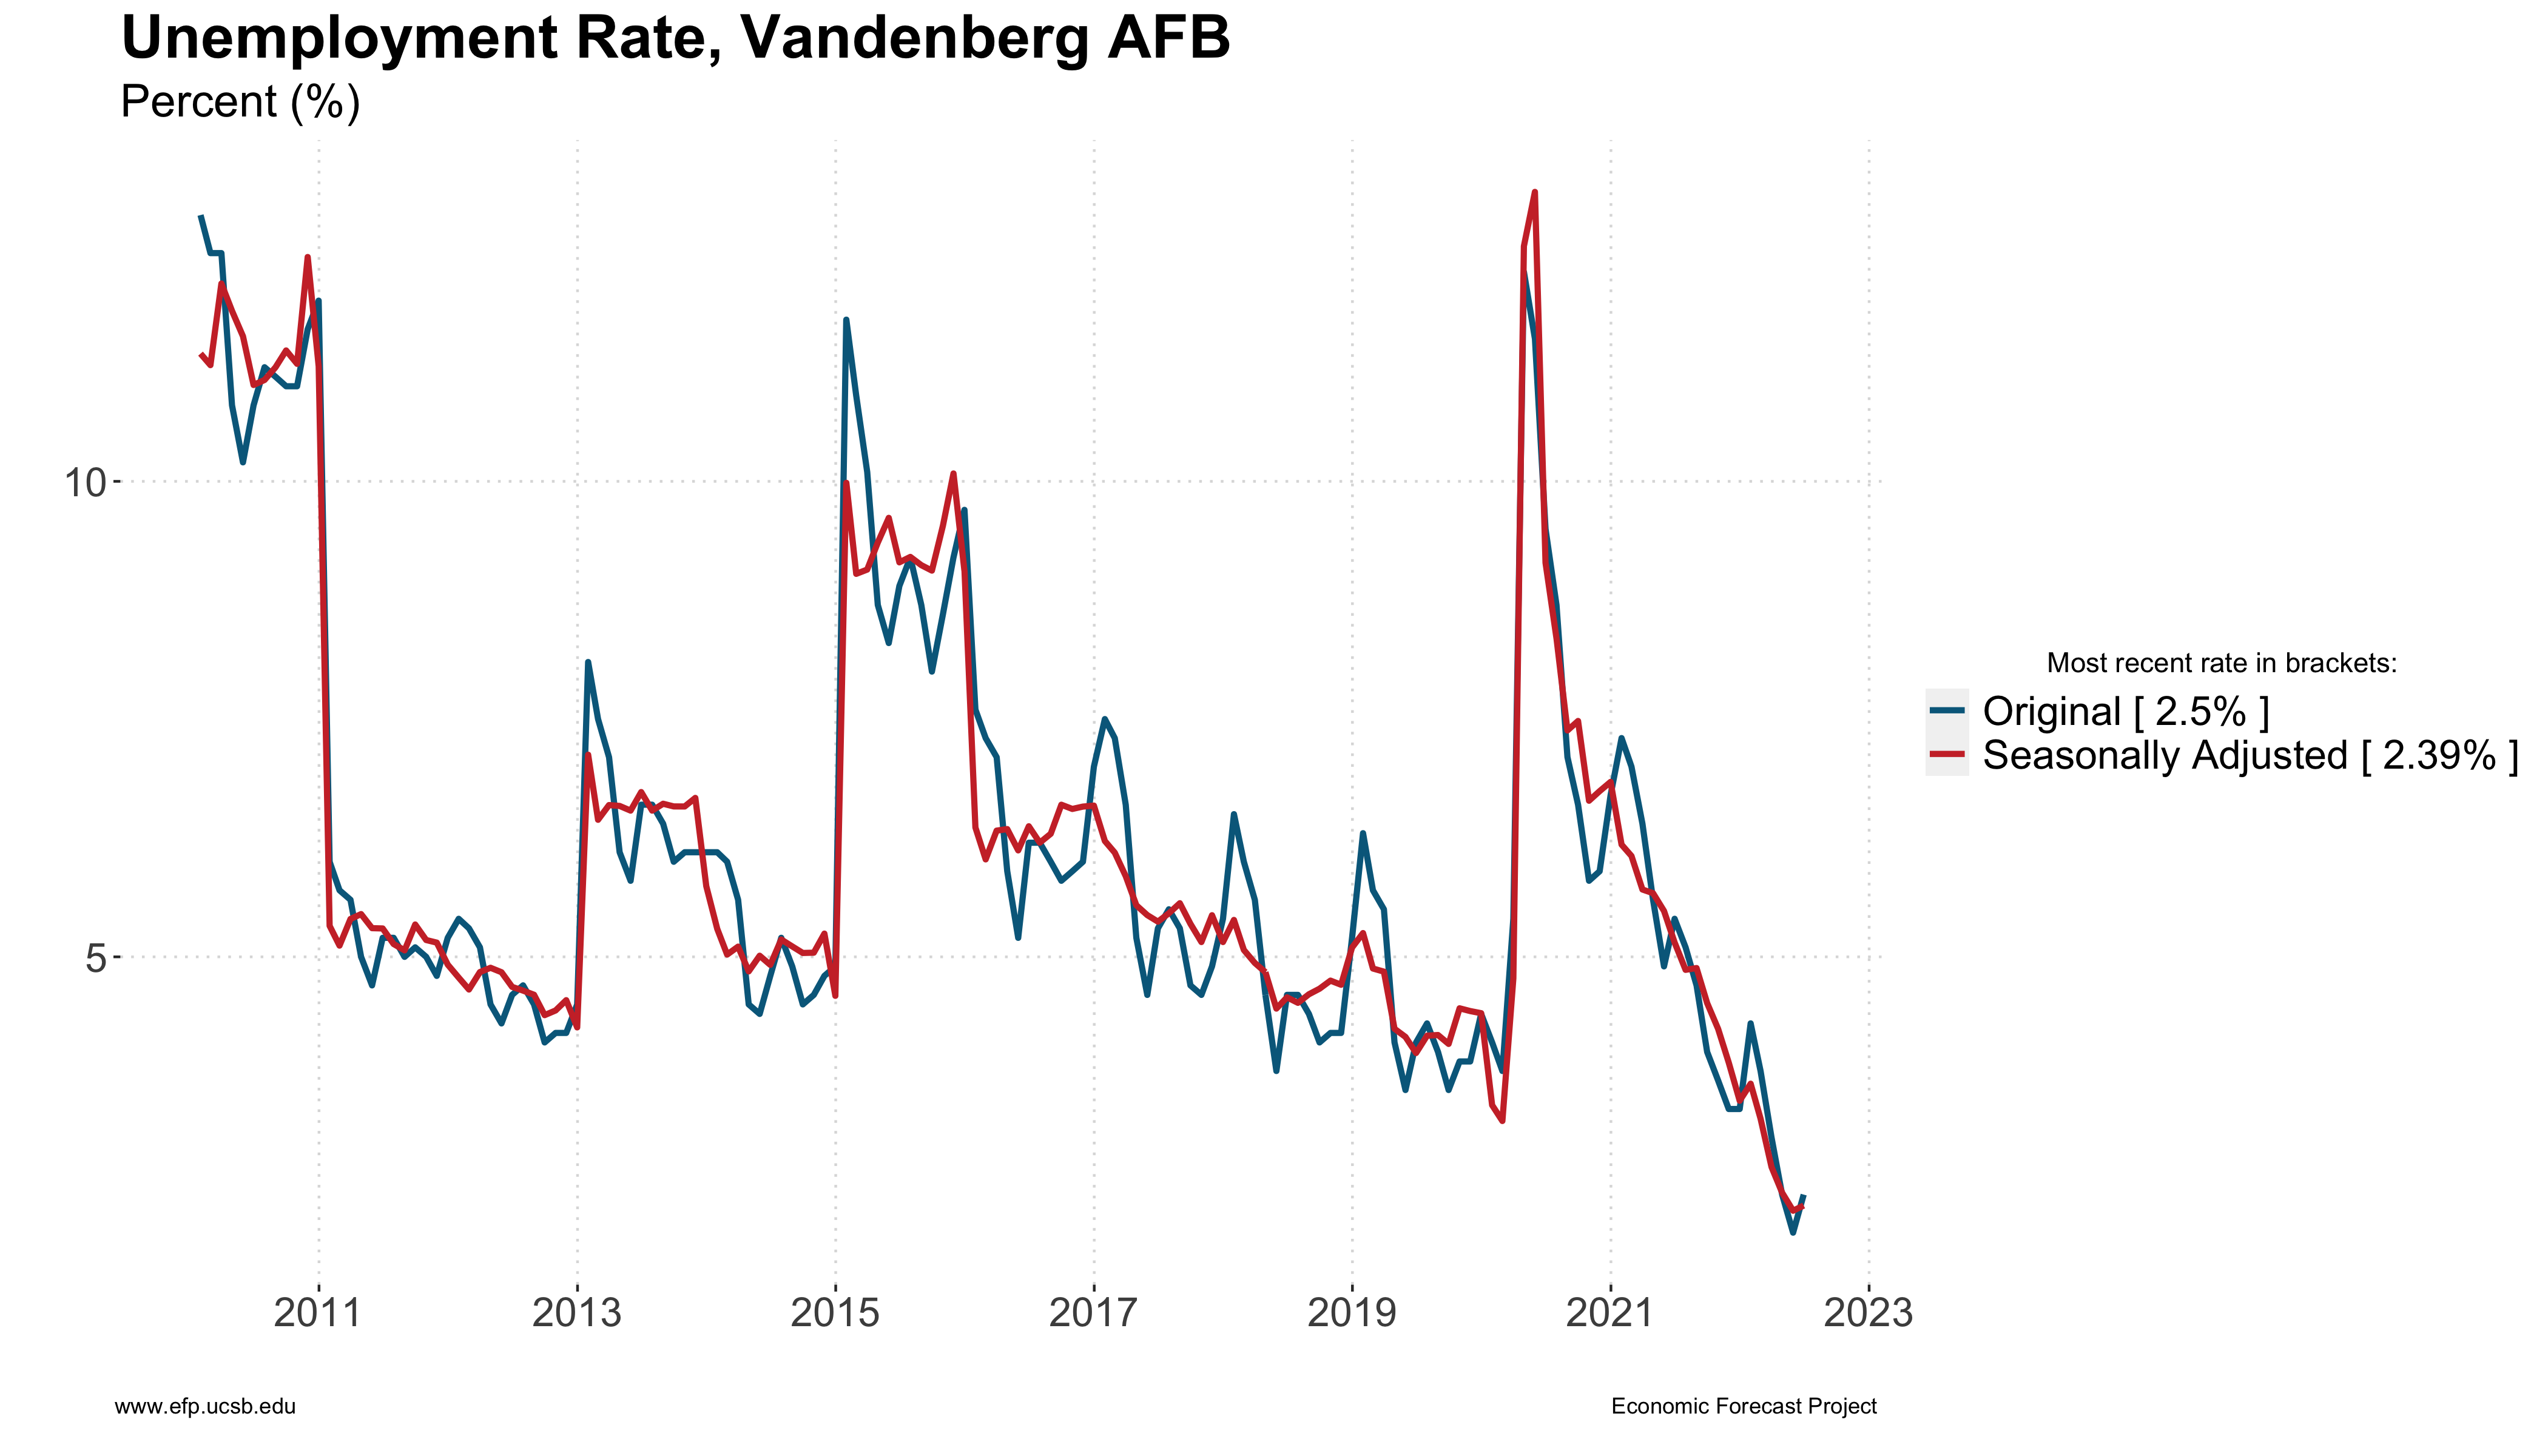 Unemployment Rate, Vandenberg AFB
Percent (%)
10
5
2011 2013 2015 2017 2019 2021 2023
Most recent rate in brackets:
Original [ 2.5% ]
Seasonally Adjusted [ 2.39% ]
www.efp.ucsb.edu Economic Forecast Project